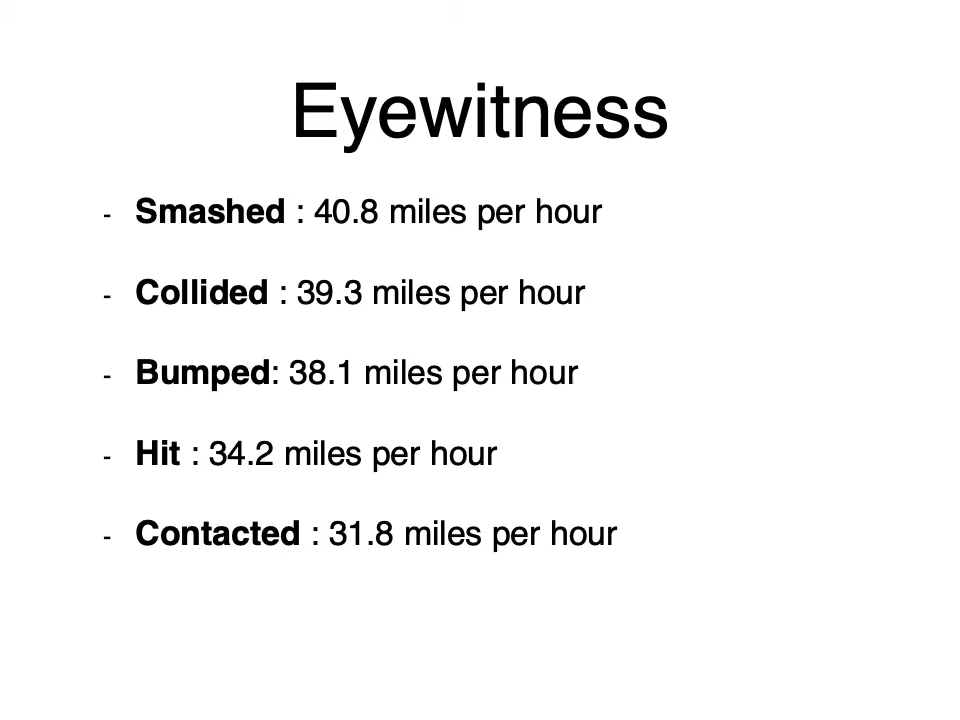 Eyewitness
- Smashed : 40.8 miles per hour
- Collided : 39.3 miles per hour
- Bumped: 38.1 miles per hour
- Hit : 34.2 miles per hour
- Contacted : 31.8 miles per hour